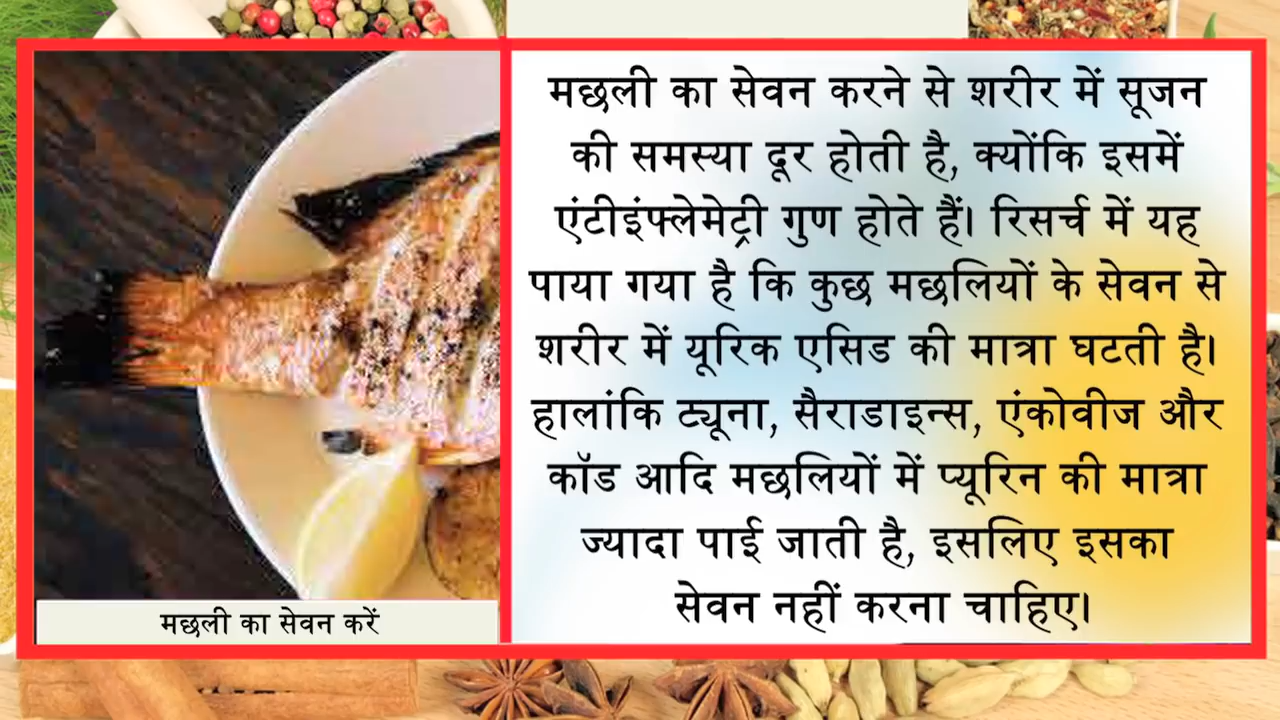 मछली का सेवन करने से शरीर में सूजन
की समस्या दूर होती है, क्योंकि इसमें
एंटीइंफ्लेमेट्री गुण होते हैं। रिसर्च में यह
पाया गया है कि कुछ मछलियों के सेवन से
शरीर में यूरिक एसिड की मात्रा घटती है।
हालांकि ट्यूना, सैराडाइन्स, एंकोवीज और
कॉड आदि मछलियों में प्यूरिन की मात्रा
ज्यादा पाई जाती है, इसलिए इसका
सेवन नहीं करना चाहिए।
मछली का सेवन करें